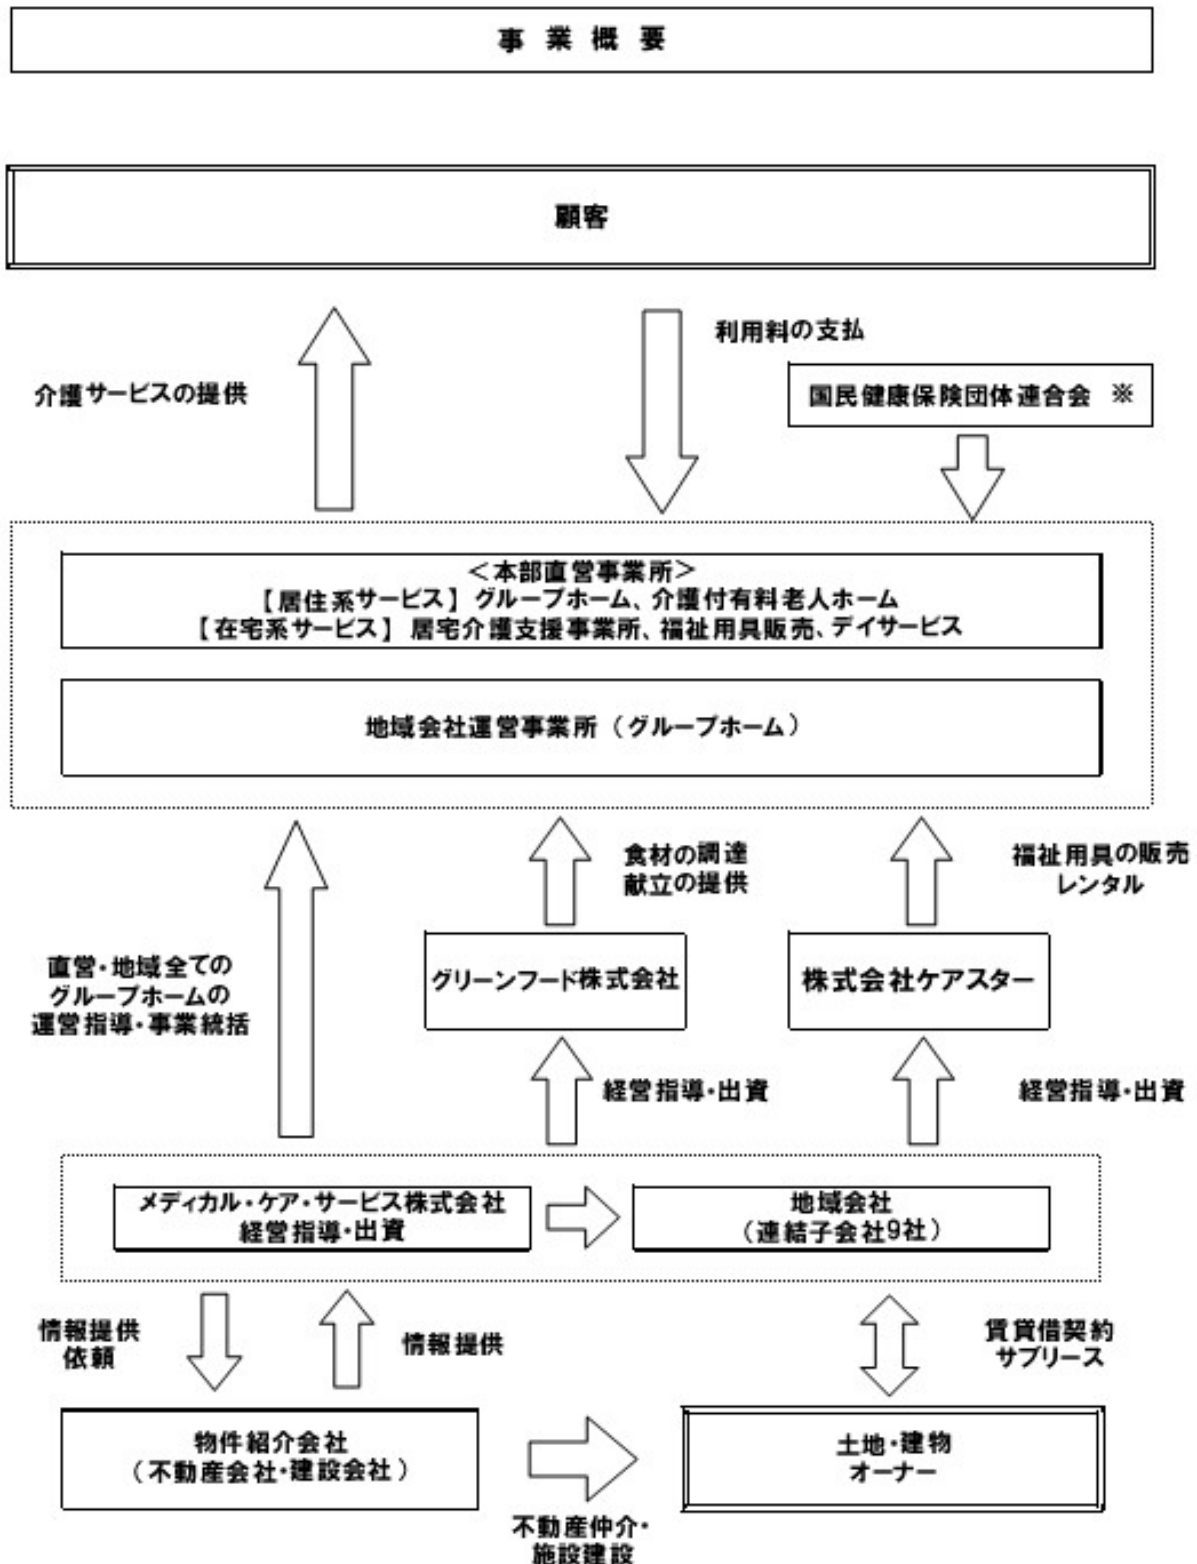 事業概要
顧客
利用料の支払
介護サービスの提供
国民健康保険団体連合会 ※
＜本部直営事業所＞
【居住系サービス】グループホーム、介護付有料老人ホーム
【在宅系サービス】居宅介護支援事業所、福祉用具販売、デイサービス
地域会社運営事業所（グループホーム）
食材の調達
献立の提供
福祉用具の販売
レンタル
直営・地域全ての
グループホームの
運営指導・事業統括
グリーンフード株式会社
株式会社ケアスター
経営指導・出資
経営指導・出資
メディカル・ケア・サービス株式会社
経営指導・出資
地域会社
（連結子会社9社）
情報提供
依頼
情報提供
賃貸借契約
サブリース
物件紹介会社
（不動産会社・建設会社）
土地・建物
オーナー
不動産仲介・
施設建設